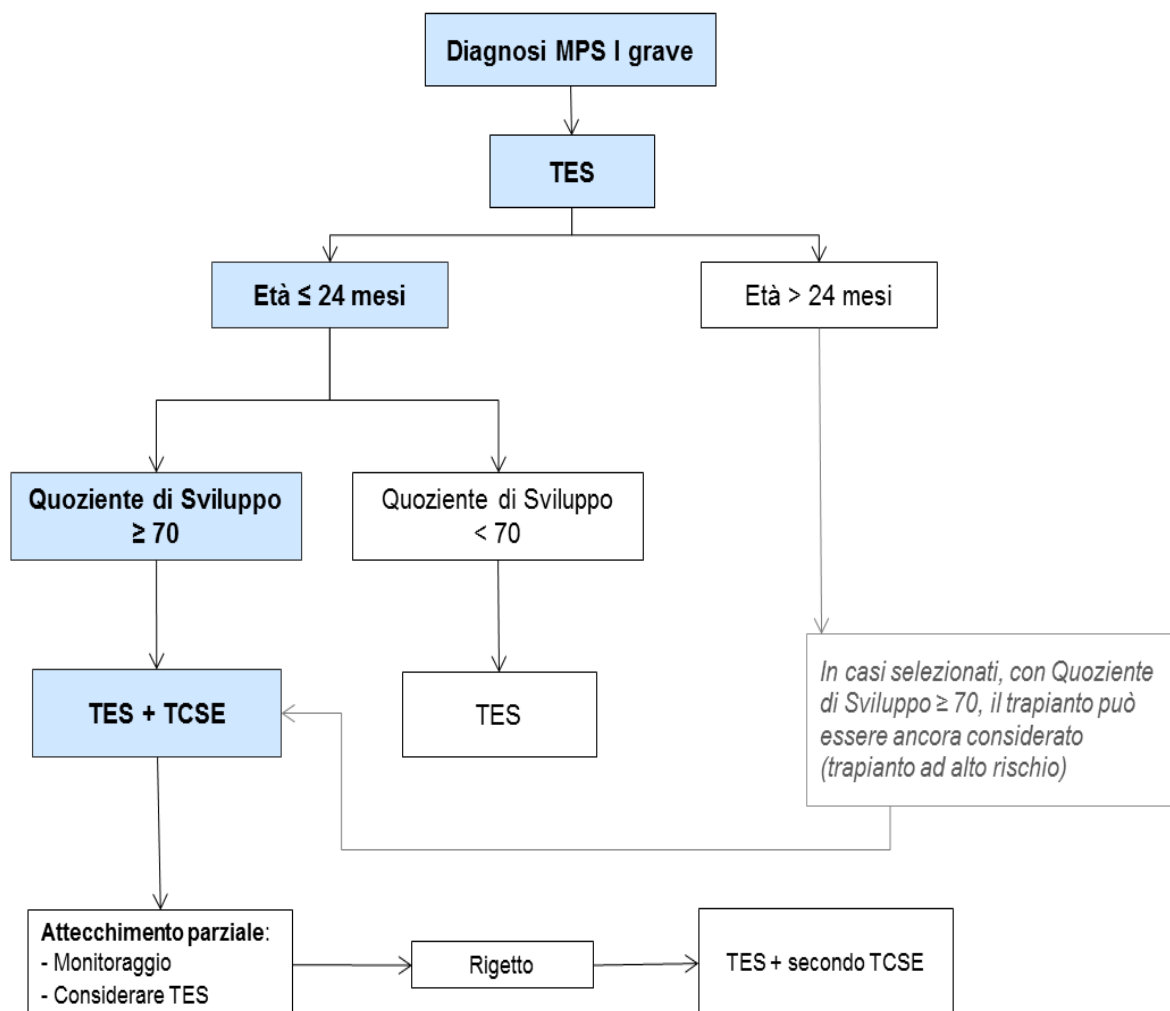 Diagnosi MPS I grave
TES
Età ≤ 24 mesi
Età > 24 mesi
Quoziente di Sviluppo
≥ 70
Quoziente di Sviluppo
< 70
In casi selezionati, con Quoziente
di Sviluppo ≥ 70, il trapianto può
essere ancora considerato
(trapianto ad alto rischio)
TES + TCSE
TES
Attecchimento parziale:
- Monitoraggio
- Considerare TES
Rigetto
TES + secondo TCSE